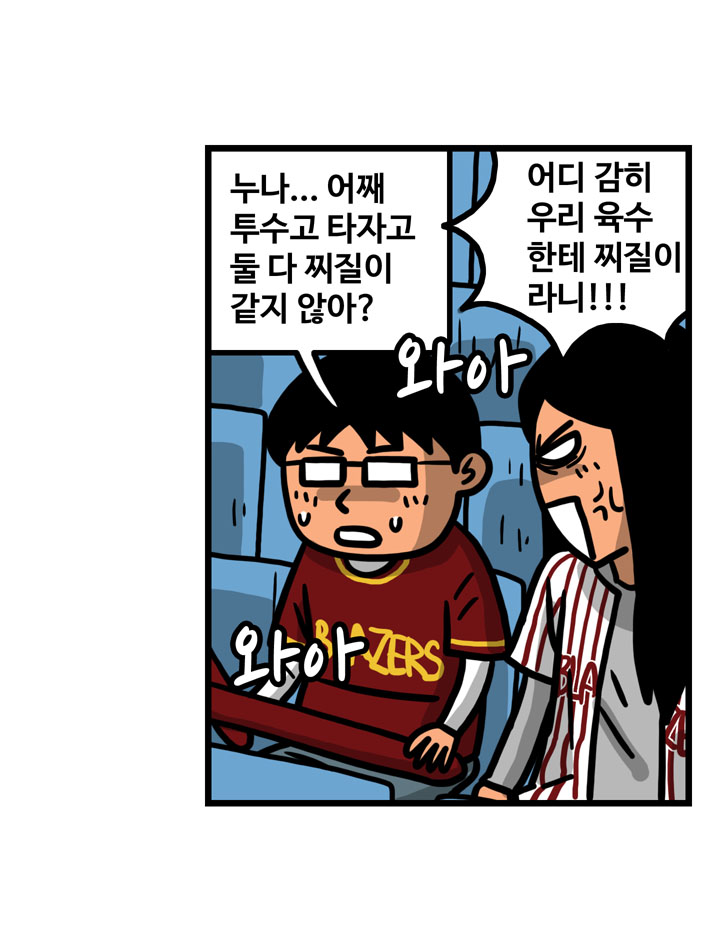 누나... 어째
투수고 타자고
둘 다 찌질이
같지 않아?
어디 감히
우리 육수
한테 찌질이
라니!!!
와아
와아
BLAZERS
BLA